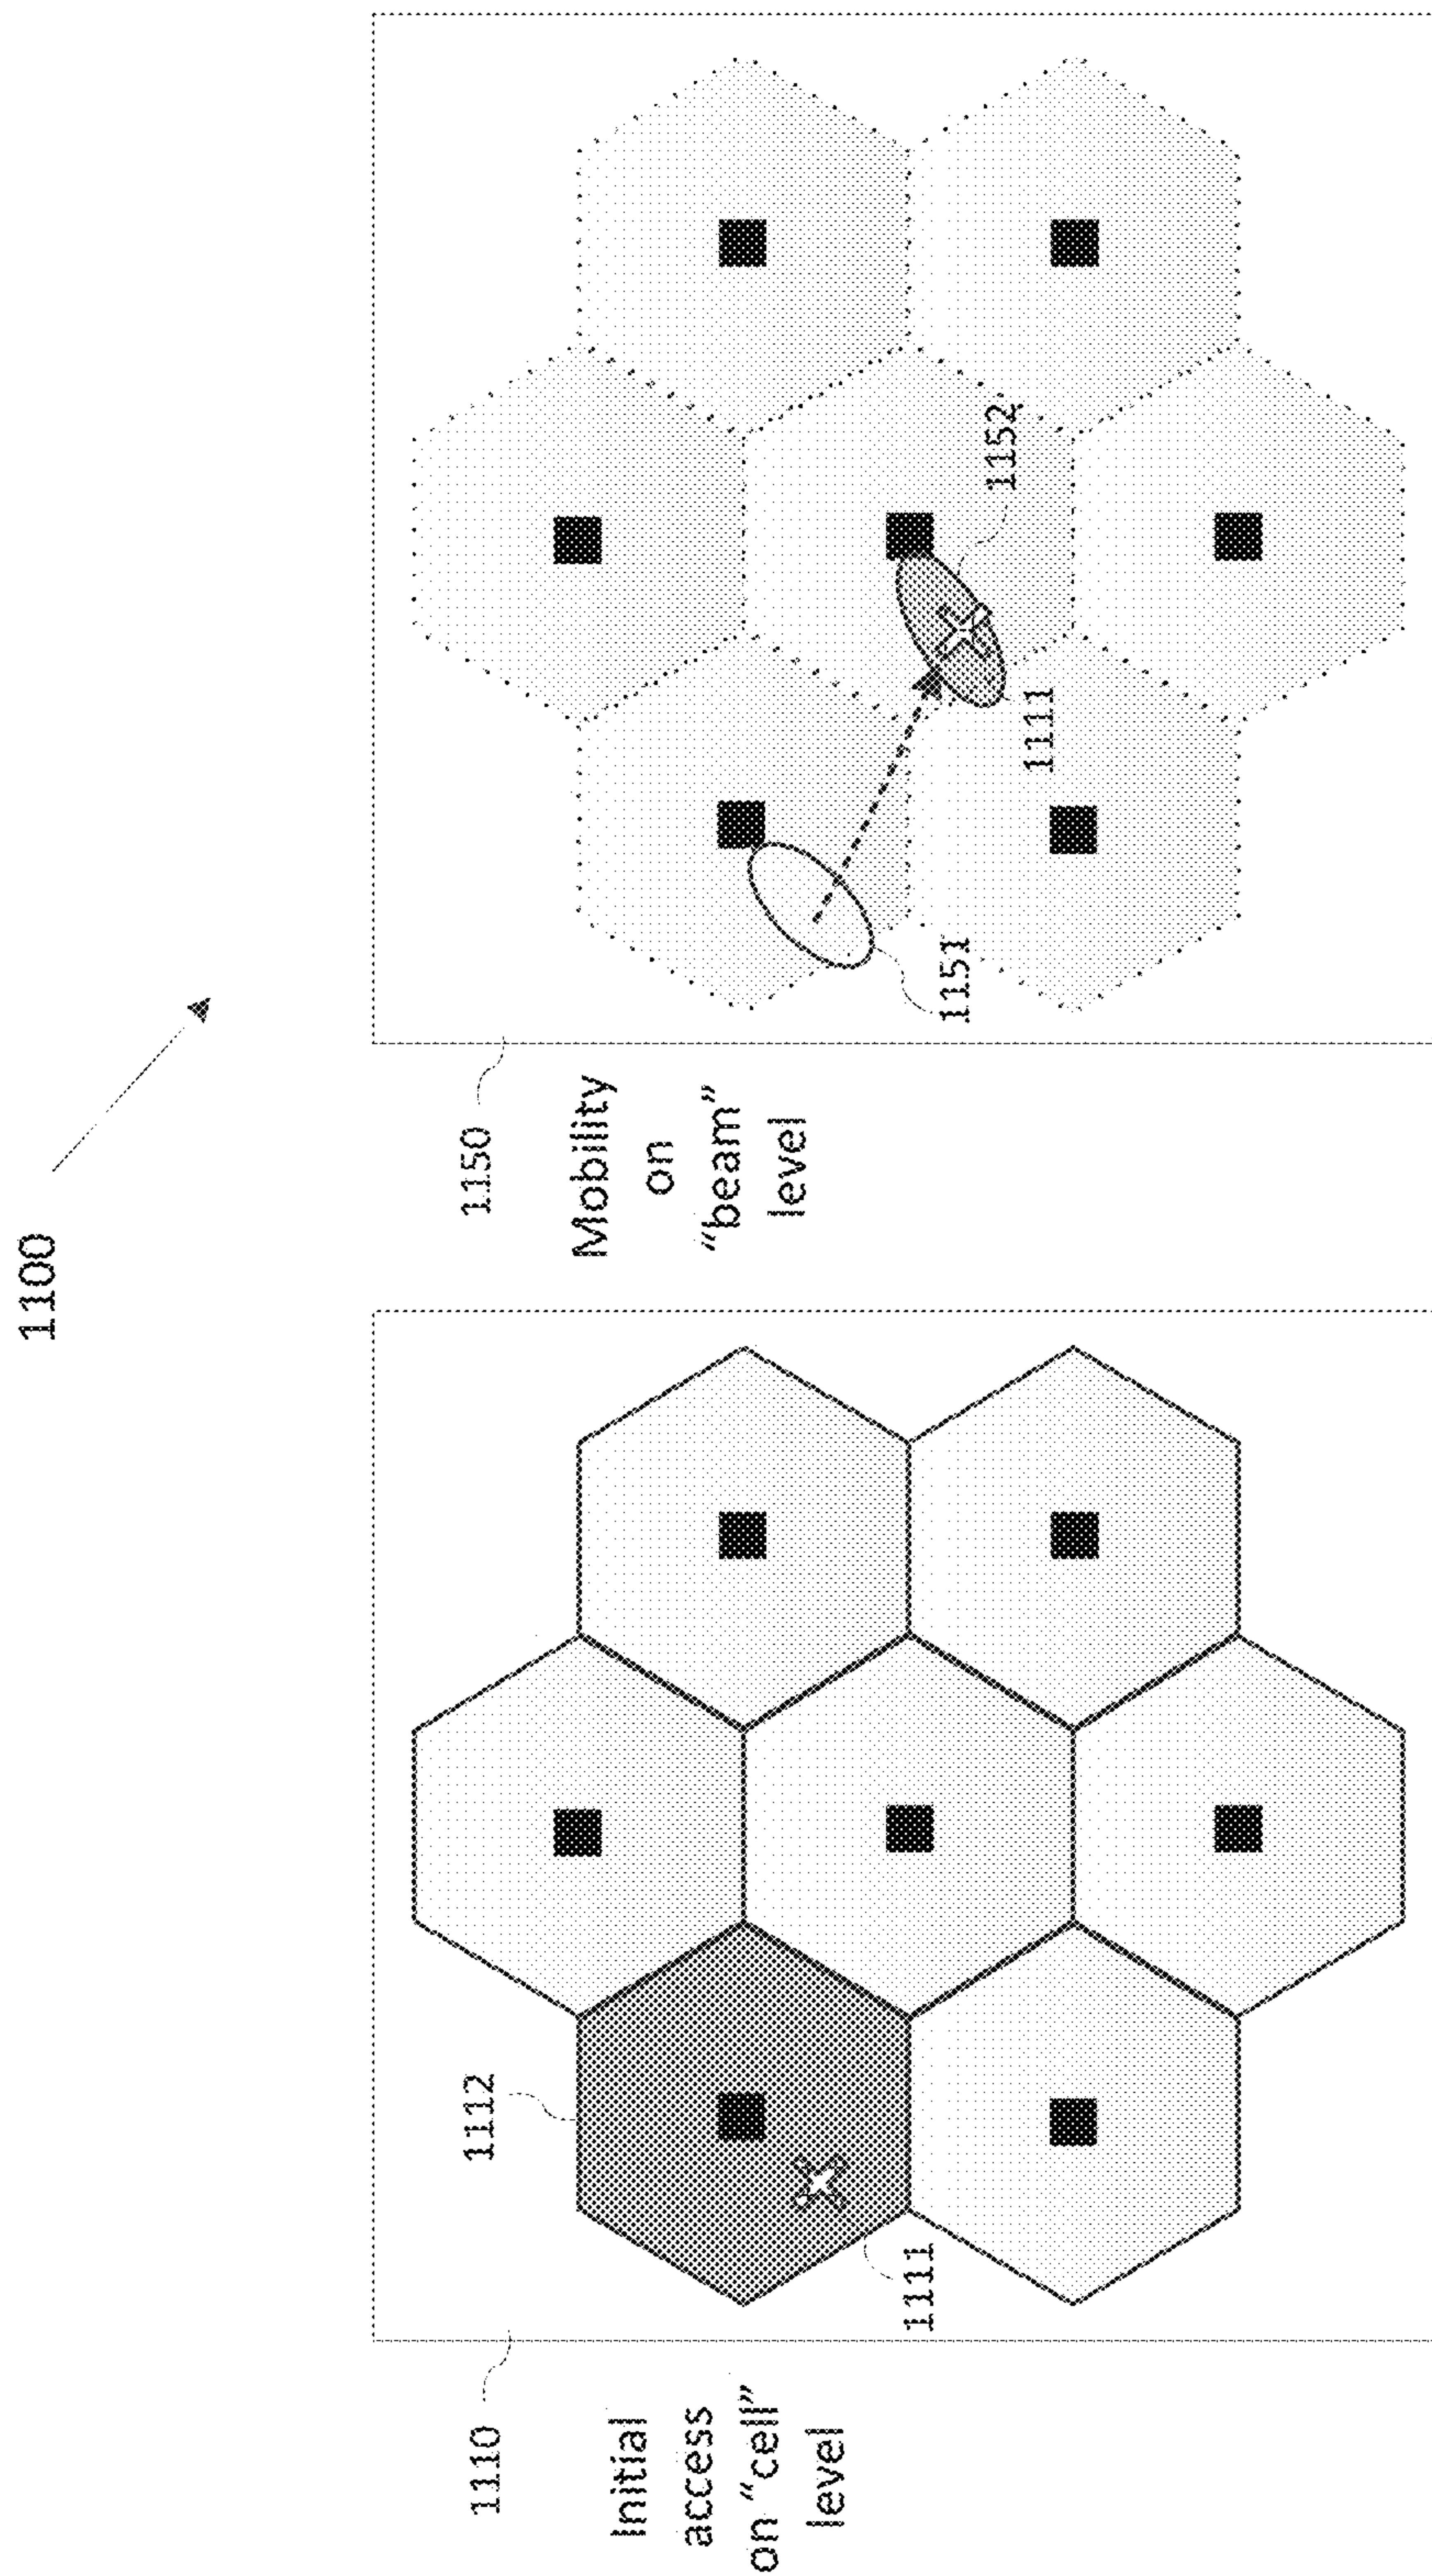 1100
1110
Initial
access
on “cell”
level
1112
1111
1150
Mobility
on
“beam”
level
1151
1111
1152